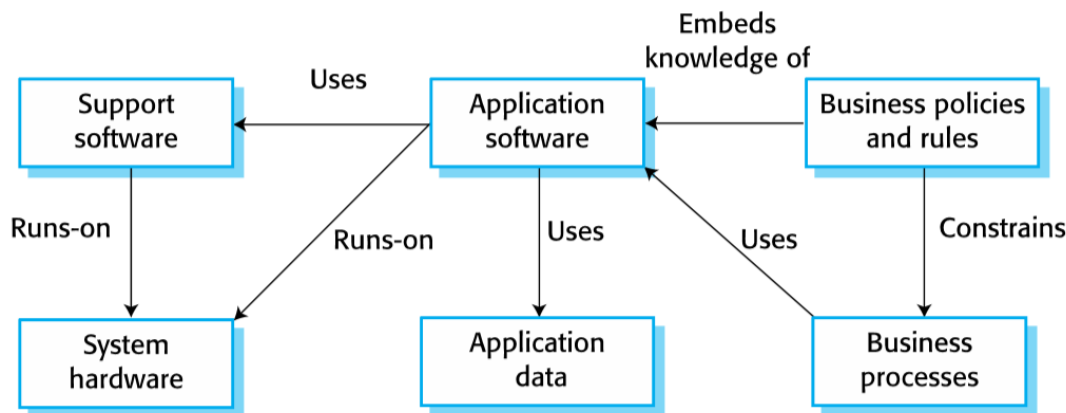 Embeds
knowledge of
Uses
Support
software
Application
software
Business policies
and rules
Runs-on
Runs-on
Uses
Uses
Constrains
System
hardware
Application
data
Business
processes